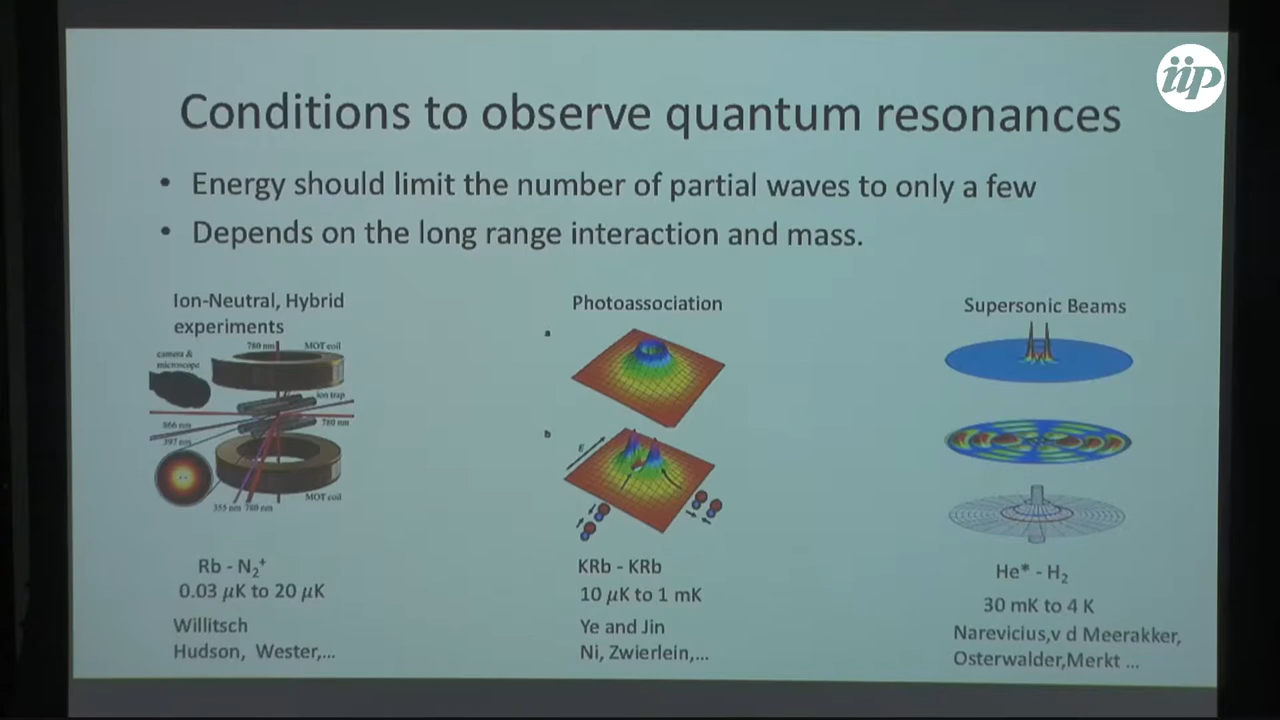 iip
Conditions to observe quantum resonances
• Energy should limit the number of partial waves to only a few
• Depends on the long range interaction and mass.
Ion-Neutral, Hybrid
experiments
780 nm
MOT coil
camera &
microscope
ion trap
866 nm
780 nm
397 nm
MOT coil
355 nm 780 nm
Rb - N₂⁺
0.03 μK to 20 μK
Willitsch
Hudson, Wester,...
Photoassociation
a
b
E
KRb - KRb
10 μK to 1 mK
Ye and Jin
Ni, Zwierlein,...
Supersonic Beams
He* - H₂
30 mK to 4 K
Narevicius,v d Meerakker,
Osterwalder,Merkt ...